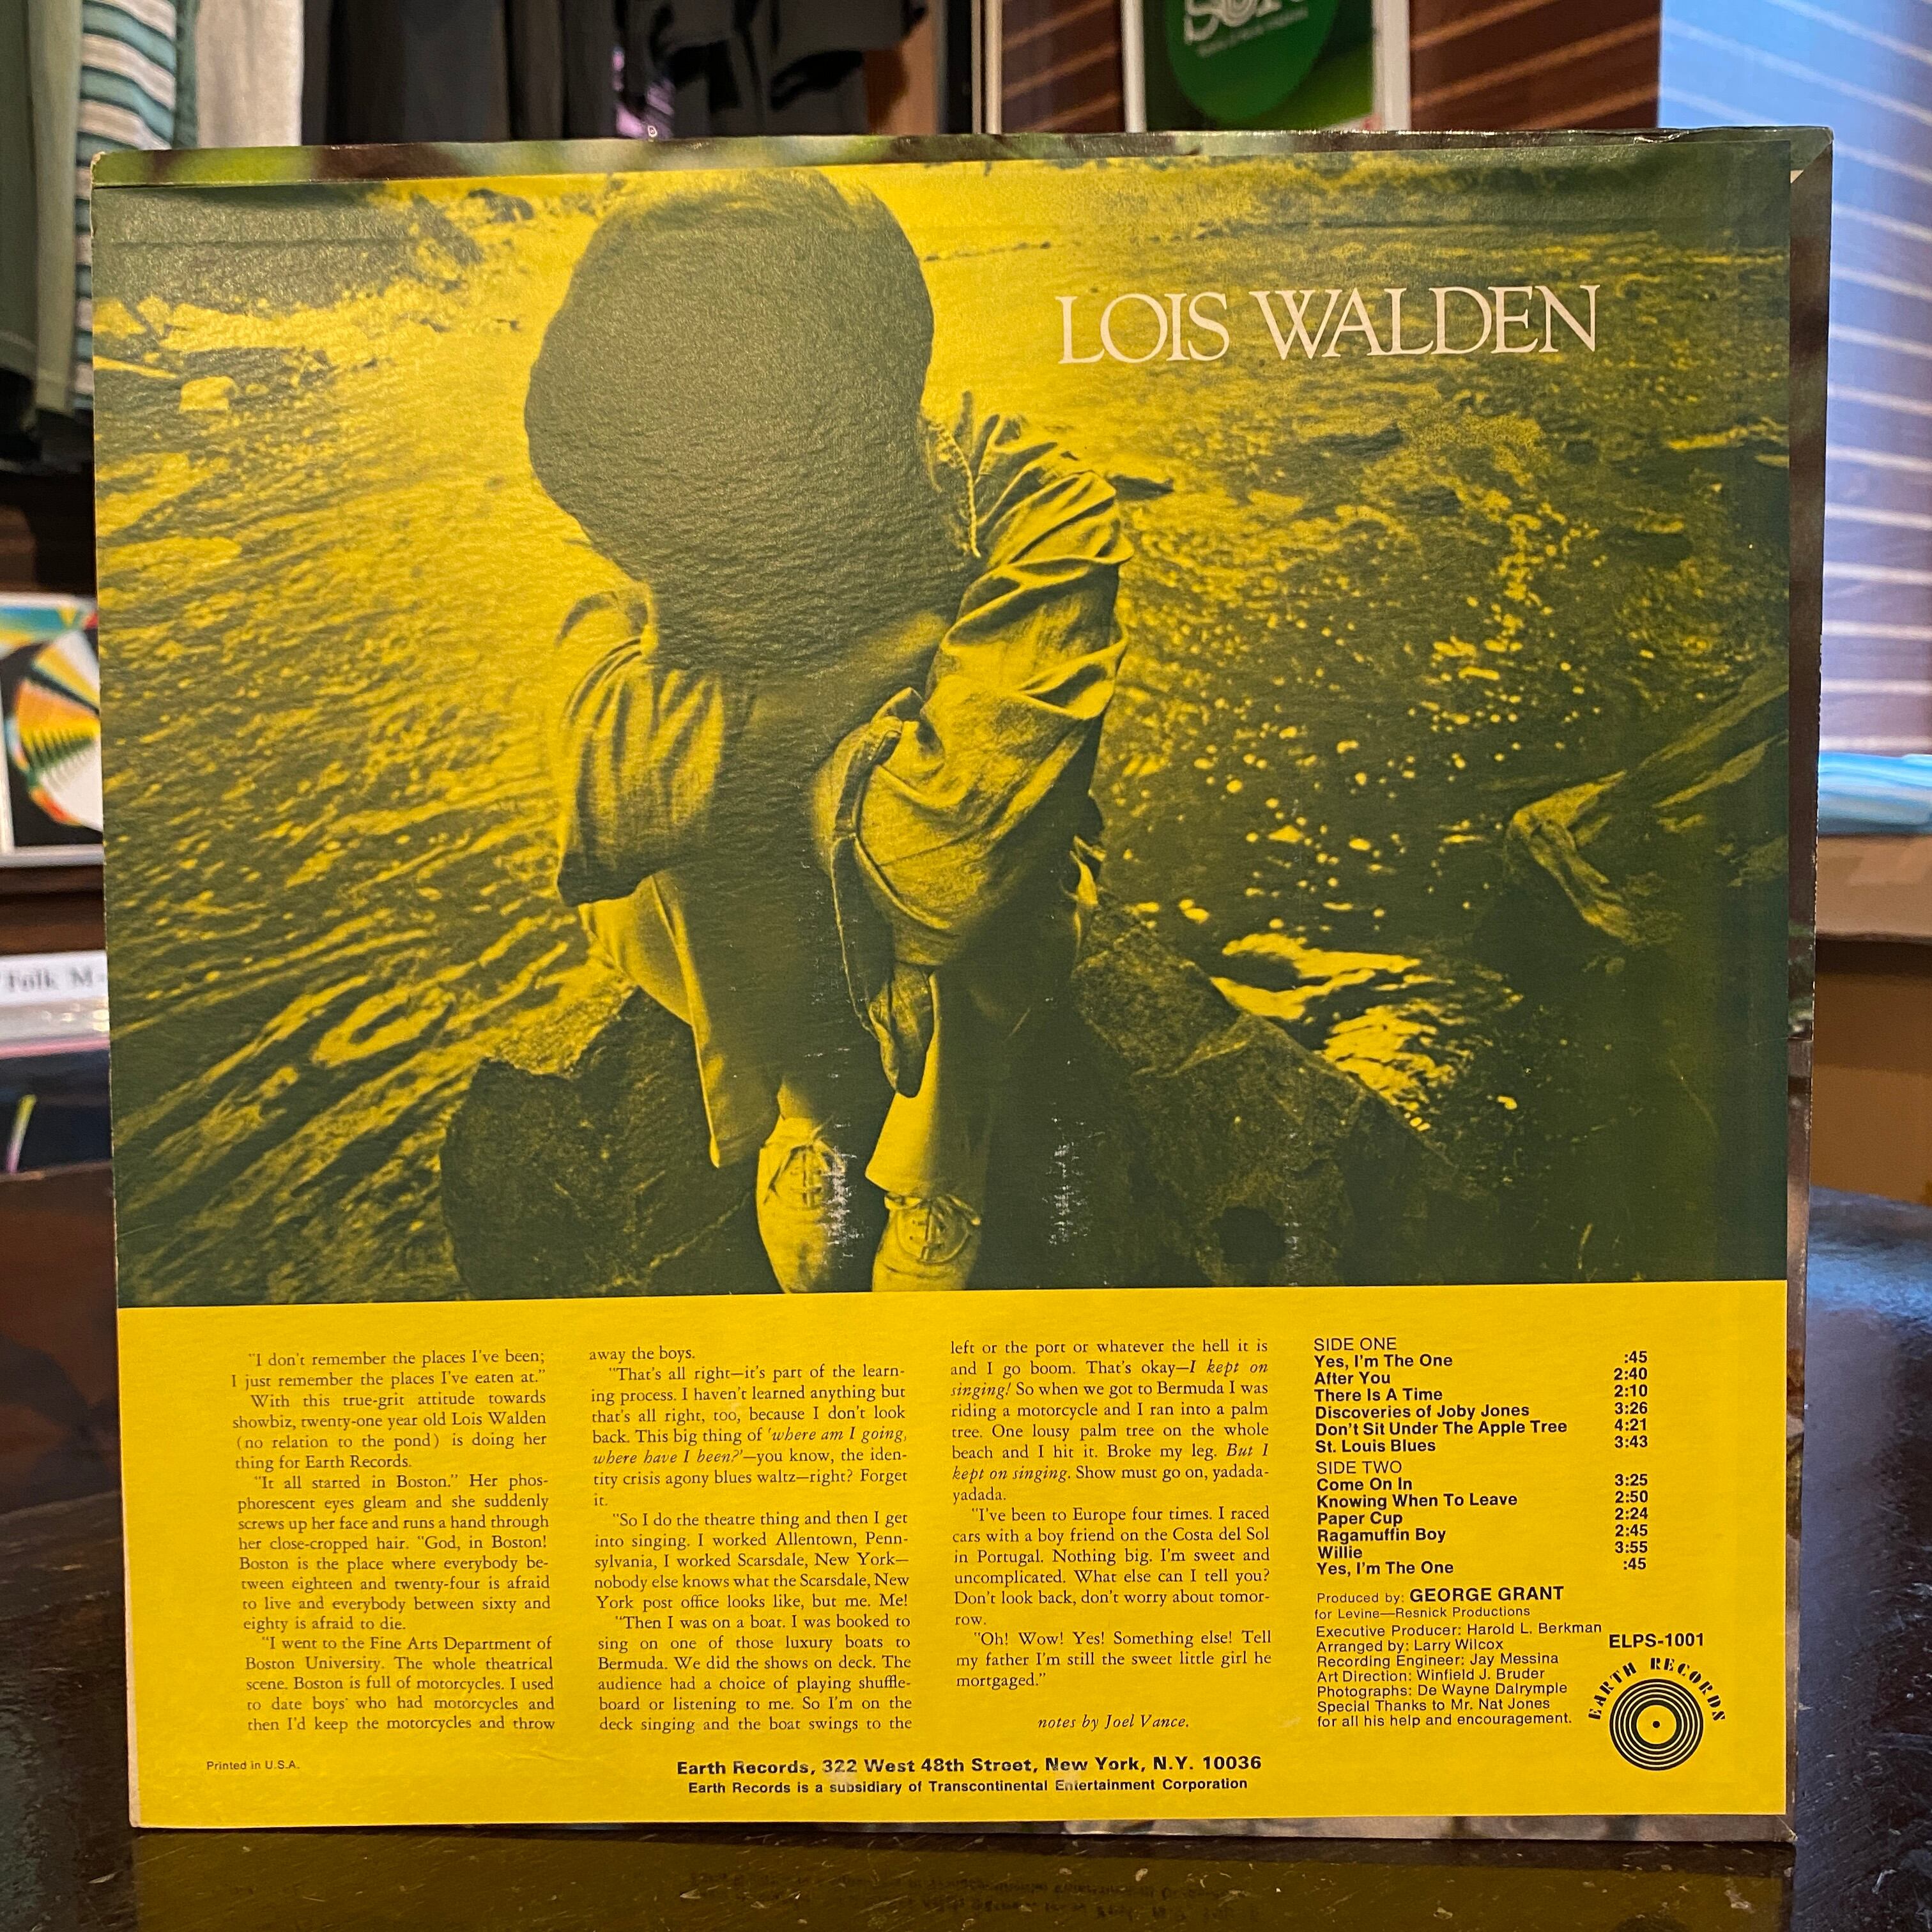 LOIS WALDEN
Folk M
"I don't remember the places I've been;
I just remember the places I've eaten at."
With this true-grit attitude towards
showbiz, twenty-one year old Lois Walden
(no relation to the pond) is doing her
thing for Earth Records.
"It all started in Boston." Her phos-
phorescent eyes gleam and she suddenly
screws up her face and runs a hand through
her close-cropped hair. "God, in Boston!
Boston is the place where everybody be-
tween eighteen and twenty-four is afraid
to live and everybody between sixty and
eighty is afraid to die.
"I went to the Fine Arts Department of
Boston University. The whole theatrical
scene. Boston is full of motorcycles. I used
to date boys who had motorcycles and
then I'd keep the motorcycles and throw
away the boys.
"That's all right—it's part of the learn-
ing process. I haven't learned anything but
that's all right, too, because I don't look
back. This big thing of 'where am I going,
where have I been?'—you know, the iden-
tity crisis agony blues waltz—right? Forget
it.
"So I do the theatre thing and then I get
into singing. I worked Allentown, Penn-
sylvania, I worked Scarsdale, New York—
nobody else knows what the Scarsdale, New
York post office looks like, but me. Me!
"Then I was on a boat. I was booked to
sing on one of those luxury boats to
Bermuda. We did the shows on deck. The
audience had a choice of playing shuffle-
board or listening to me. So I'm on the
deck singing and the boat swings to the
left or the port or whatever the hell it is
and I go boom. That's okay—I kept on
singing! So when we got to Bermuda I was
riding a motorcycle and I ran into a palm
tree. One lousy palm tree on the whole
beach and I hit it. Broke my leg. But I
kept on singing. Show must go on, yadada-
yadada.
"I've been to Europe four times. I raced
cars with a boy friend on the Costa del Sol
in Portugal. Nothing big. I'm sweet and
uncomplicated. What else can I tell you?
Don't look back, don't worry about tomor-
row.
"Oh! Wow! Yes! Something else! Tell
my father I'm still the sweet little girl he
mortgaged."
notes by Joel Vance.
SIDE ONE
Yes, I'm The One :45
After You 2:40
There Is A Time 2:10
Discoveries of Joby Jones 3:26
Don't Sit Under The Apple Tree 4:21
St. Louis Blues 3:43
SIDE TWO
Come On In 3:25
Knowing When To Leave 2:50
Paper Cup 2:24
Ragamuffin Boy 2:45
Willie 3:55
Yes, I'm The One :45
Produced by: GEORGE GRANT
for Levine—Resnick Productions
Executive Producer: Harold L. Berkman
Arranged by: Larry Wilcox
Recording Engineer: Jay Messina
Art Direction: Winfield J. Bruder
Photographs: De Wayne Dalrymple
Special Thanks to Mr. Nat Jones
for all his help and encouragement.
ELPS-1001
EARTH RECORDS
Printed in U.S.A.
Earth Records, 322 West 48th Street, New York, N.Y. 10036
Earth Records is a subsidiary of Transcontinental Entertainment Corporation